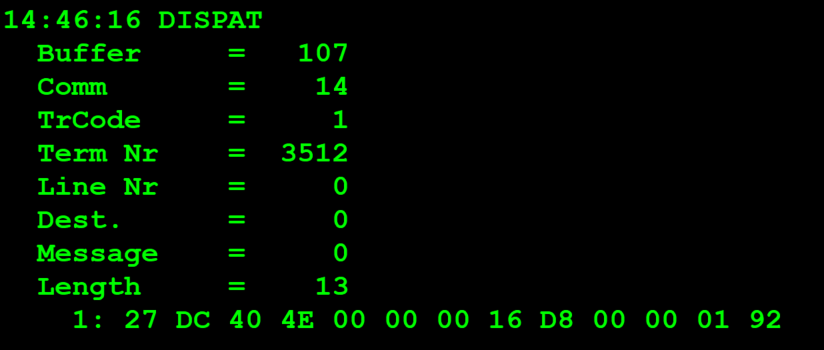 14:46:16 DISPAT
Buffer = 107
Comm = 14
TrCode = 1
Term Nr = 3512
Line Nr = 0
Dest. = 0
Message = 0
Length = 13
1: 27 DC 40 4E 00 00 00 16 D8 00 00 01 92